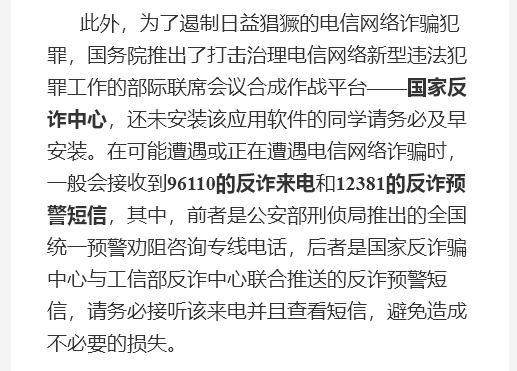 此外，为了遏制日益猖獗的电信网络诈骗犯
罪，国务院推出了打击治理电信网络新型违法犯
罪工作的部际联席会议合成作战平台——国家反
诈中心，还未安装该应用软件的同学请务必及早
安装。在可能遭遇或正在遭遇电信网络诈骗时，
一般会接收到96110的反诈来电和12381的反诈预
警短信，其中，前者是公安部刑侦局推出的全国
统一预警劝阻咨询专线电话，后者是国家反诈骗
中心与工信部反诈中心联合推送的反诈预警短
信，请务必接听该来电并且查看短信，避免造成
不必要的损失。